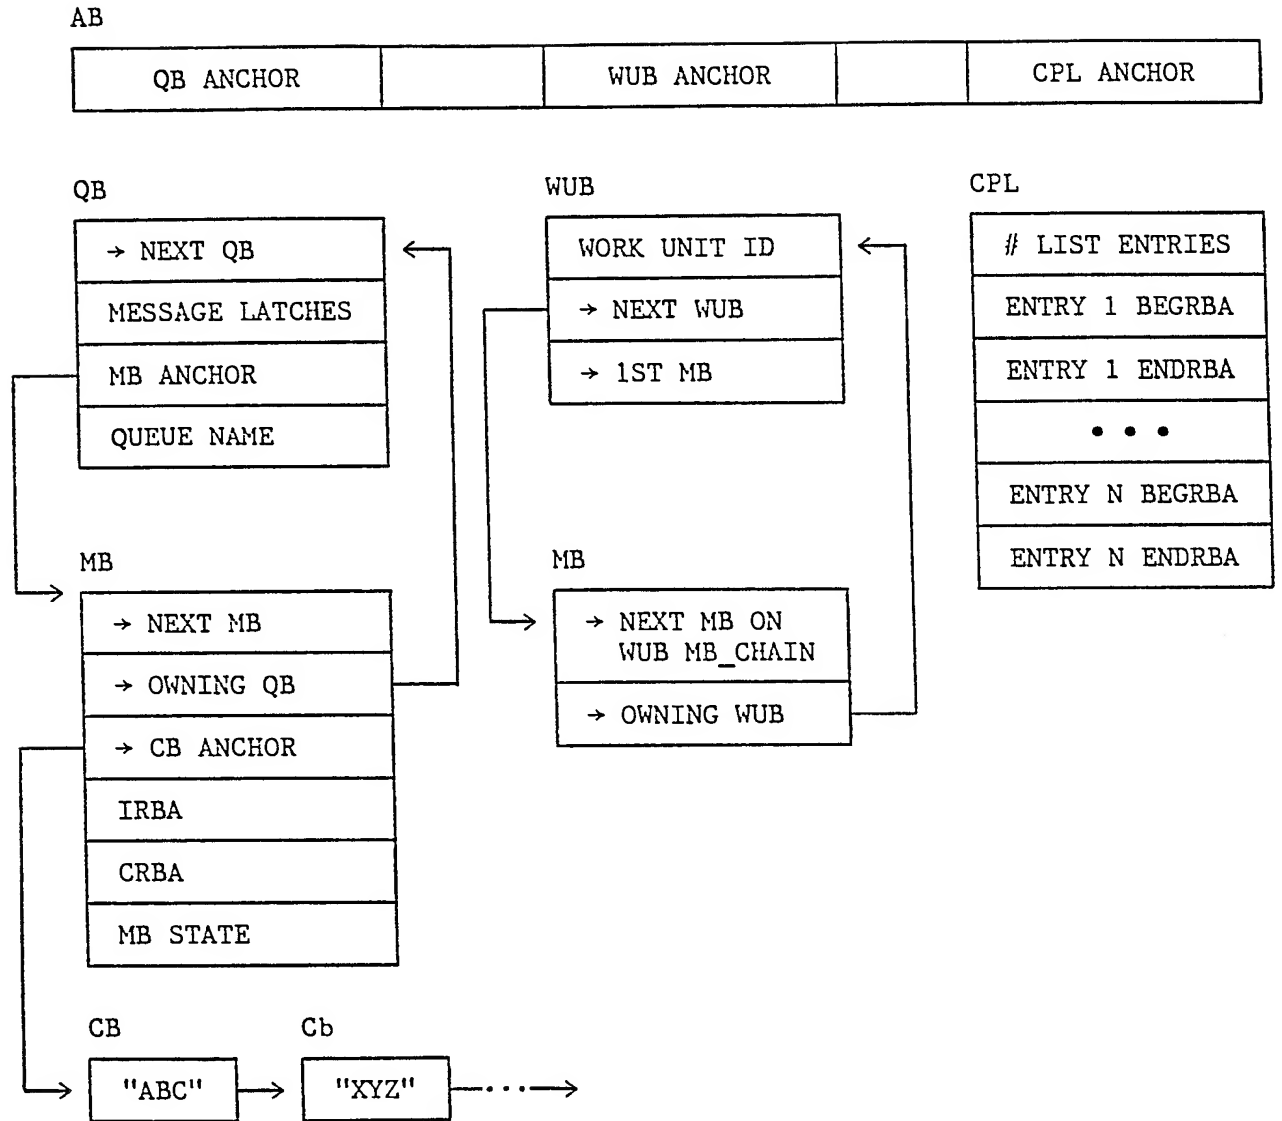 AB
QB ANCHOR
WUB ANCHOR
CPL ANCHOR
QB
→ NEXT QB
MESSAGE LATCHES
MB ANCHOR
QUEUE NAME
WUB
WORK UNIT ID
→ NEXT WUB
→ 1ST MB
CPL
# LIST ENTRIES
ENTRY 1 BEGRBA
ENTRY 1 ENDRBA
• • •
ENTRY N BEGRBA
ENTRY N ENDRBA
MB
→ NEXT MB
→ OWNING QB
→ CB ANCHOR
IRBA
CRBA
MB STATE
MB
→ NEXT MB ON
WUB MB_CHAIN
→ OWNING WUB
CB
"ABC"
Cb
"XYZ"